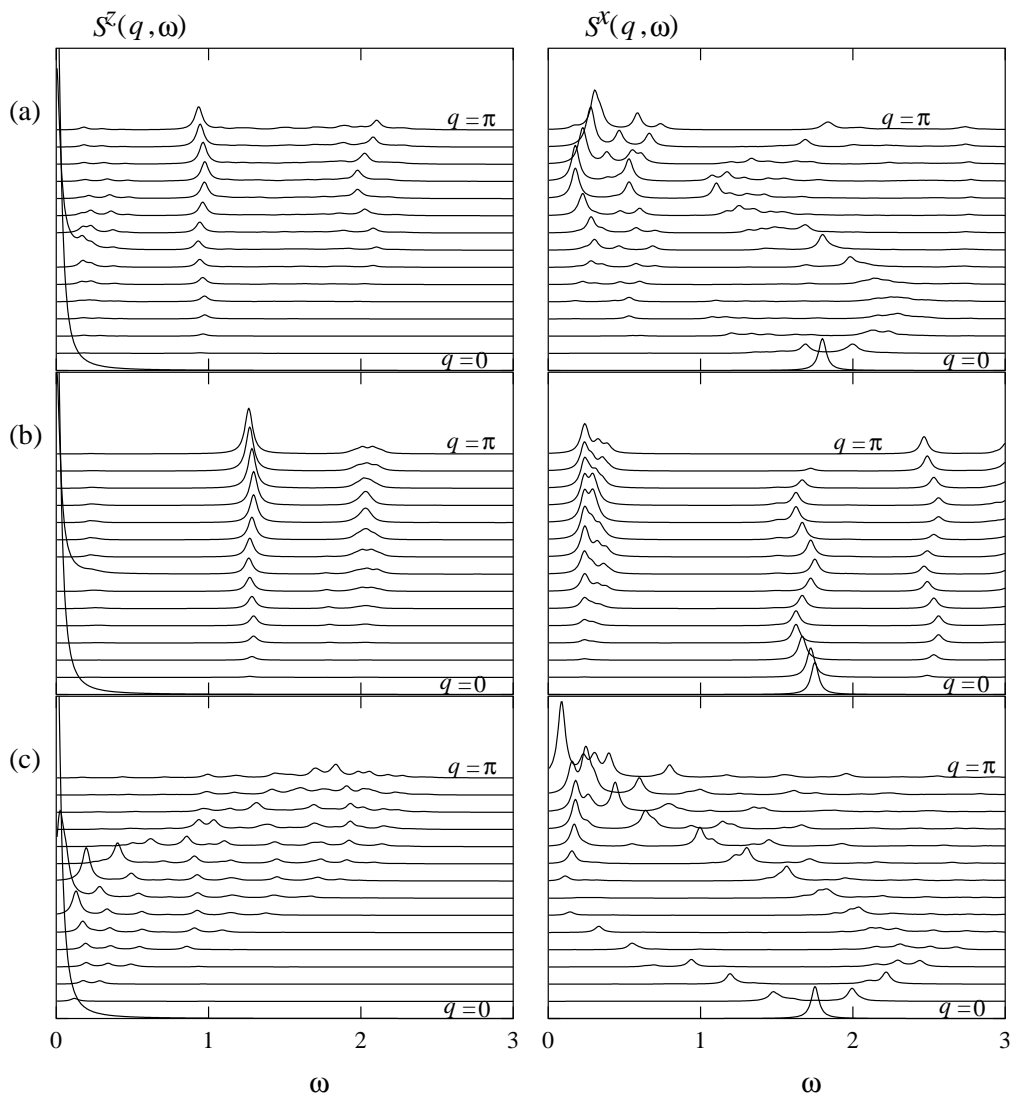 S^z(q,ω) S^x(q,ω)
(a)
q=π q=π
q=0 q=0
(b)
q=π q=π
q=0 q=0
(c)
q=π q=π
q=0 q=0
0 1 2 3 0 1 2 3
ω ω